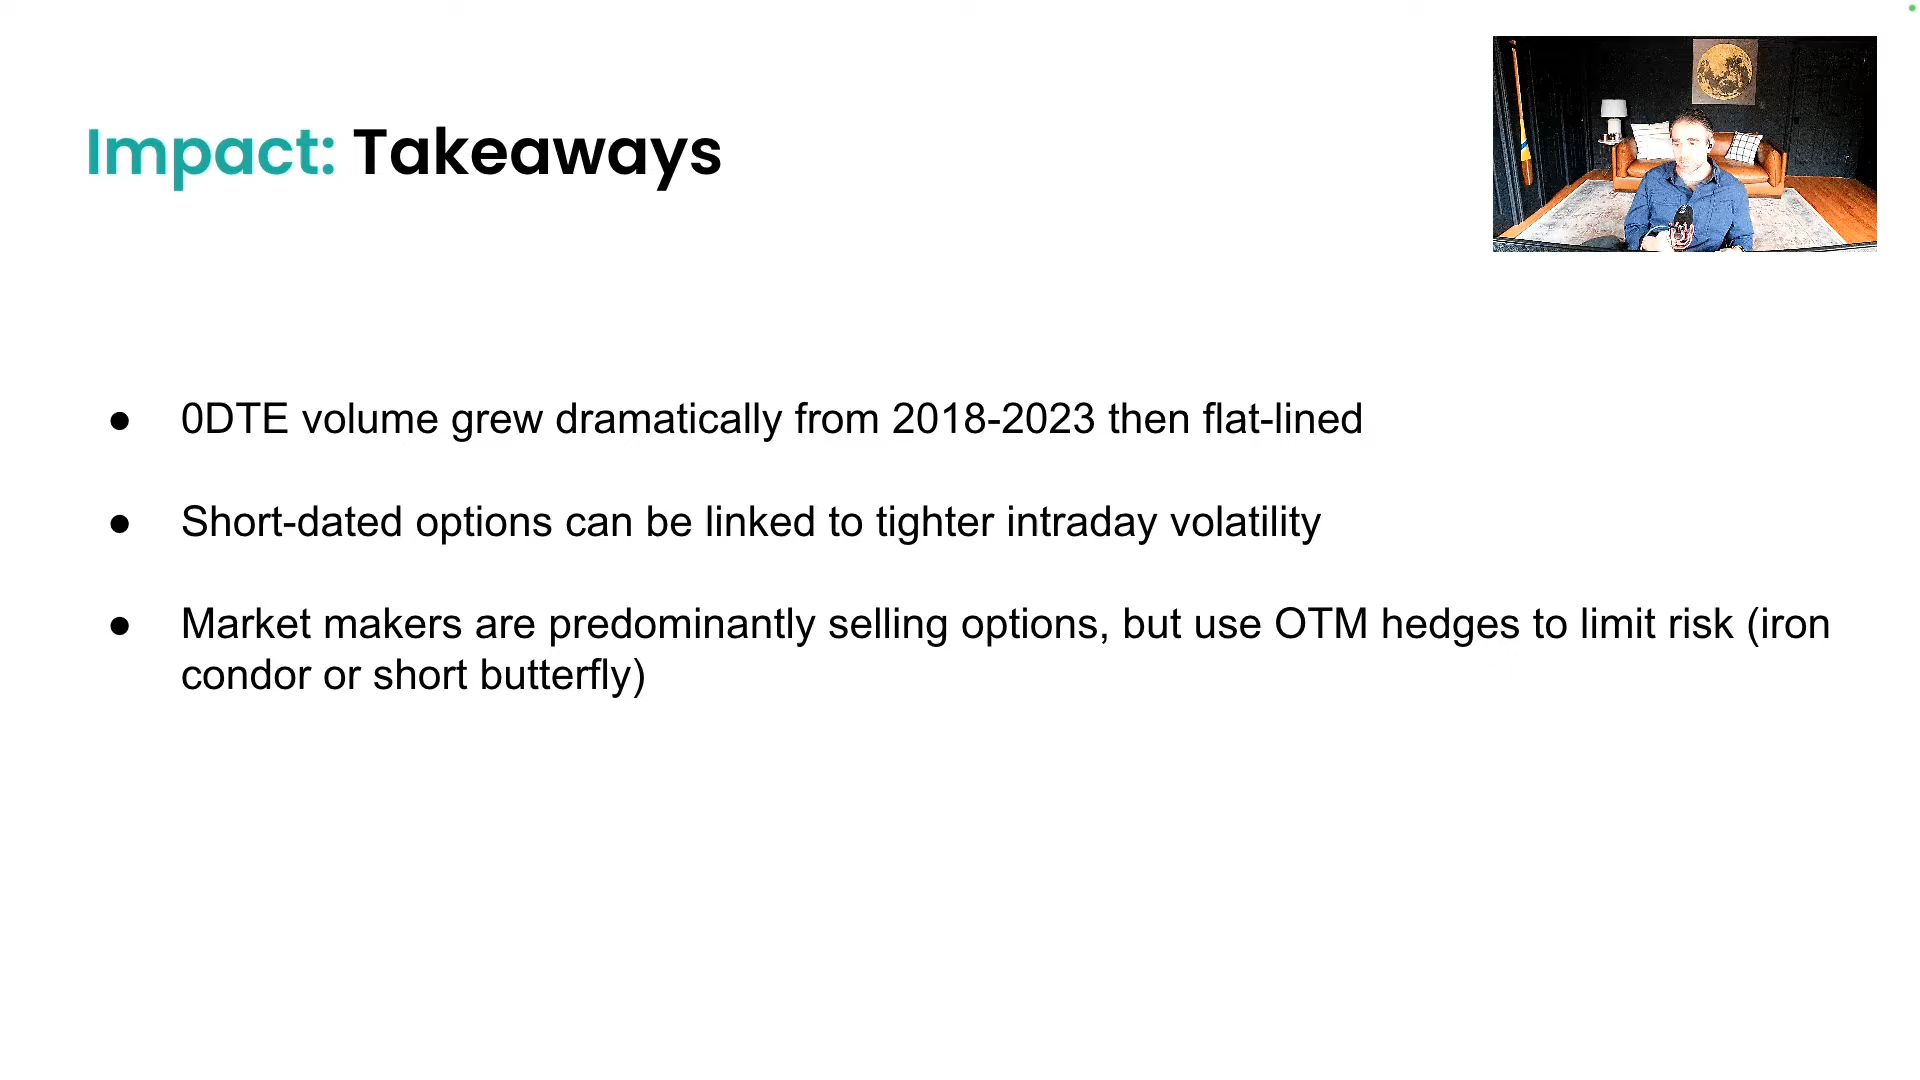 Impact: Takeaways
● 0DTE volume grew dramatically from 2018-2023 then flat-lined
● Short-dated options can be linked to tighter intraday volatility
● Market makers are predominantly selling options, but use OTM hedges to limit risk (iron
condor or short butterfly)